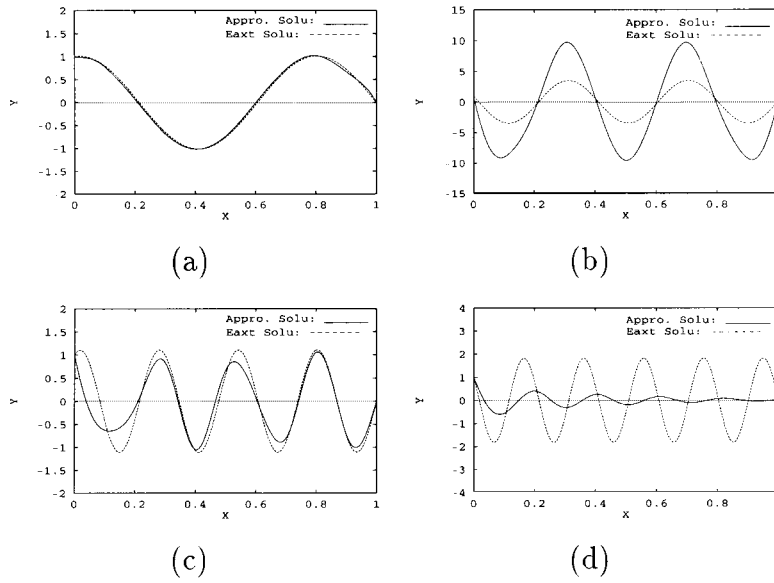 Appro. Solu:
Eaxt Solu:
2
1.5
1
0.5
0
-0.5
-1
-1.5
-2
Y
0 0.2 0.4 0.6 0.8 1
X
(a)
Appro. Solu:
Eaxt Solu:
15
10
5
0
-5
-10
-15
Y
0 0.2 0.4 0.6 0.8
X
(b)
Appro. Solu:
Eaxt Solu:
2
1.5
1
0.5
0
-0.5
-1
-1.5
-2
Y
0 0.2 0.4 0.6 0.8 1
X
(c)
Appro. Solu:
Eaxt Solu:
4
3
2
1
0
-1
-2
-3
-4
Y
0 0.2 0.4 0.6 0.8
X
(d)